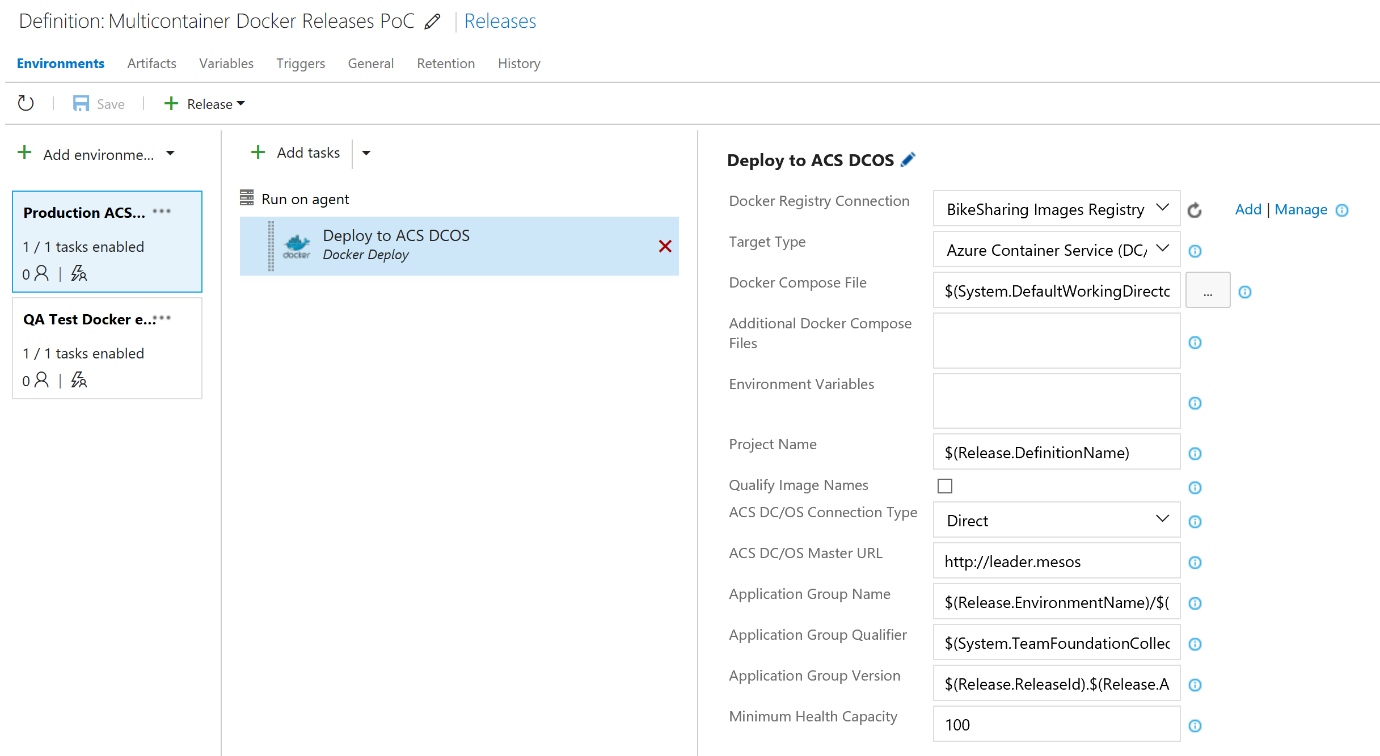 Definition: Multicontainer Docker Releases PoC | Releases
Environments Artifacts Variables Triggers General Retention History
Save Release
Add environme...
Production ACS...
1 / 1 tasks enabled
0 |
QA Test Docker e...
1 / 1 tasks enabled
0 |
Add tasks
Run on agent
docker
Deploy to ACS DCOS
Docker Deploy
Deploy to ACS DCOS
Docker Registry Connection BikeSharing Images Registry Add | Manage
Target Type Azure Container Service (DC/
Docker Compose File $(System.DefaultWorkingDirectc ...
Additional Docker Compose
Files
Environment Variables
Project Name $(Release.DefinitionName)
Qualify Image Names
ACS DC/OS Connection Type Direct
ACS DC/OS Master URL http://leader.mesos
Application Group Name $(Release.EnvironmentName)/$(
Application Group Qualifier $(System.TeamFoundationCollec
Application Group Version $(Release.ReleaseId).$(Release.A
Minimum Health Capacity 100